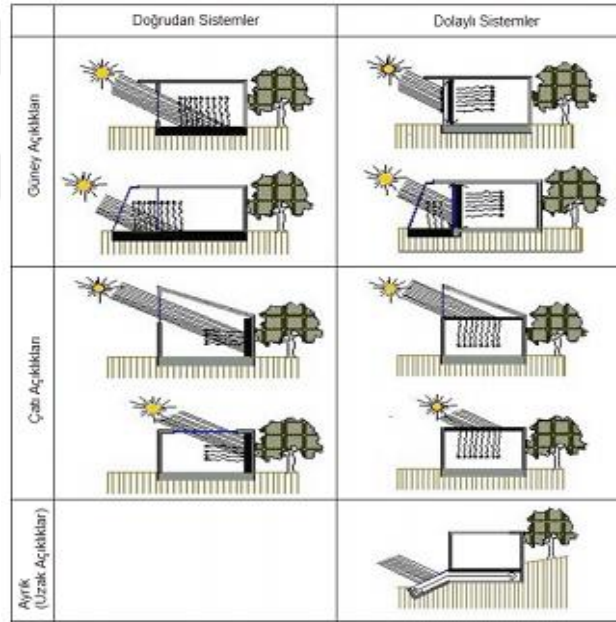 Doğrudan Sistemler
Dolaylı Sistemler
Güney Açıklıkları
Çatı Açıklıkları
Ayrık
(Uzak Açıklıklar)